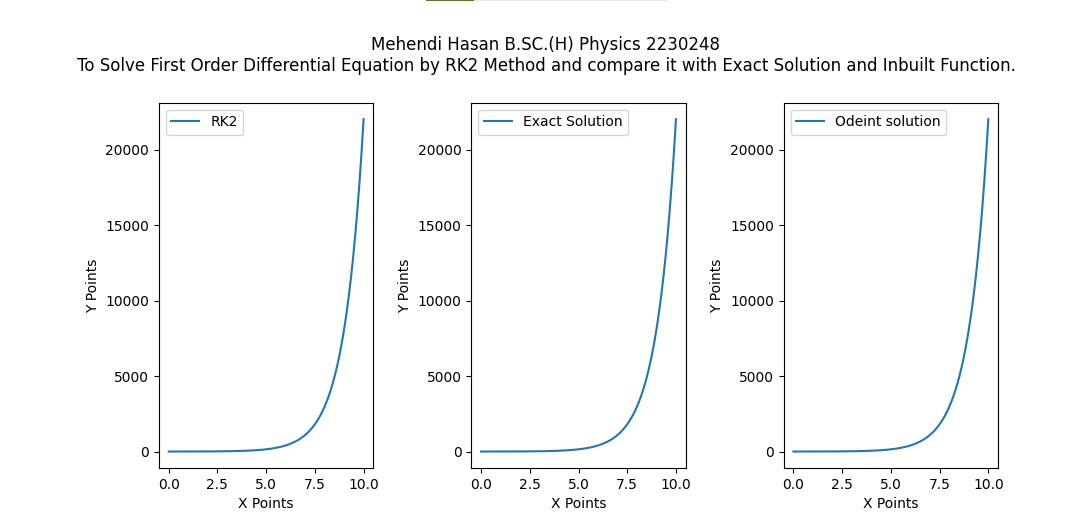 Mehendi Hasan B.SC.(H) Physics 2230248
To Solve First Order Differential Equation by RK2 Method and compare it with Exact Solution and Inbuilt Function.
RK2
20000
15000
10000
5000
0
Y Points
0.0 2.5 5.0 7.5 10.0
X Points
Exact Solution
20000
15000
10000
5000
0
Y Points
0.0 2.5 5.0 7.5 10.0
X Points
Odeint solution
20000
15000
10000
5000
0
Y Points
0.0 2.5 5.0 7.5 10.0
X Points